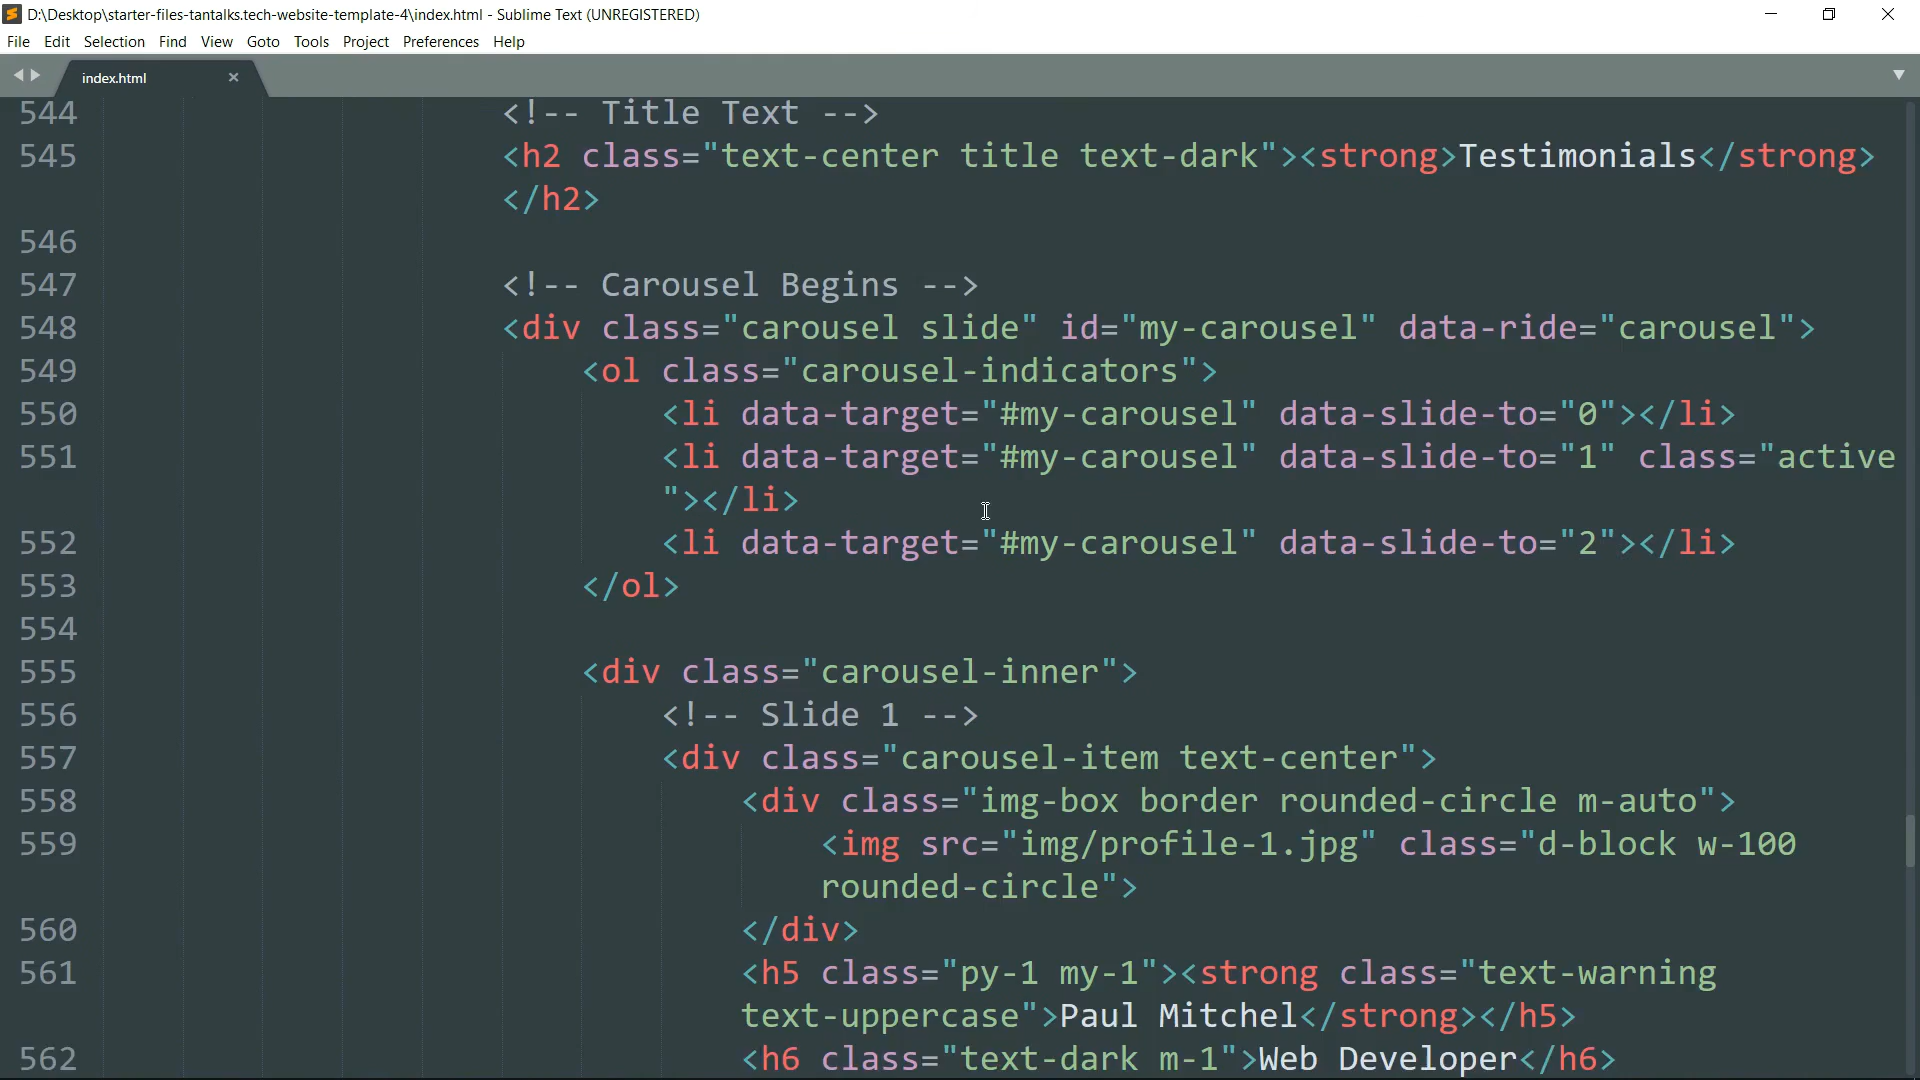 D:\Desktop\starter-files-tantalks.tech-website-template-4\index.html - Sublime Text (UNREGISTERED)
File Edit Selection Find View Goto Tools Project Preferences Help
index.html
544 <!-- Title Text -->
545 <h2 class="text-center title text-dark"><strong>Testimonials</strong>
</h2>
546
547 <!-- Carousel Begins -->
548 <div class="carousel slide" id="my-carousel" data-ride="carousel">
549 <ol class="carousel-indicators">
550 <li data-target="#my-carousel" data-slide-to="0"></li>
551 <li data-target="#my-carousel" data-slide-to="1" class="active
"></li>
552 <li data-target="#my-carousel" data-slide-to="2"></li>
553 </ol>
554
555 <div class="carousel-inner">
556 <!-- Slide 1 -->
557 <div class="carousel-item text-center">
558 <div class="img-box border rounded-circle m-auto">
559 <img src="img/profile-1.jpg" class="d-block w-100
rounded-circle">
560 </div>
561 <h5 class="py-1 my-1"><strong class="text-warning
text-uppercase">Paul Mitchel</strong></h5>
562 <h6 class="text-dark m-1">Web Developer</h6>